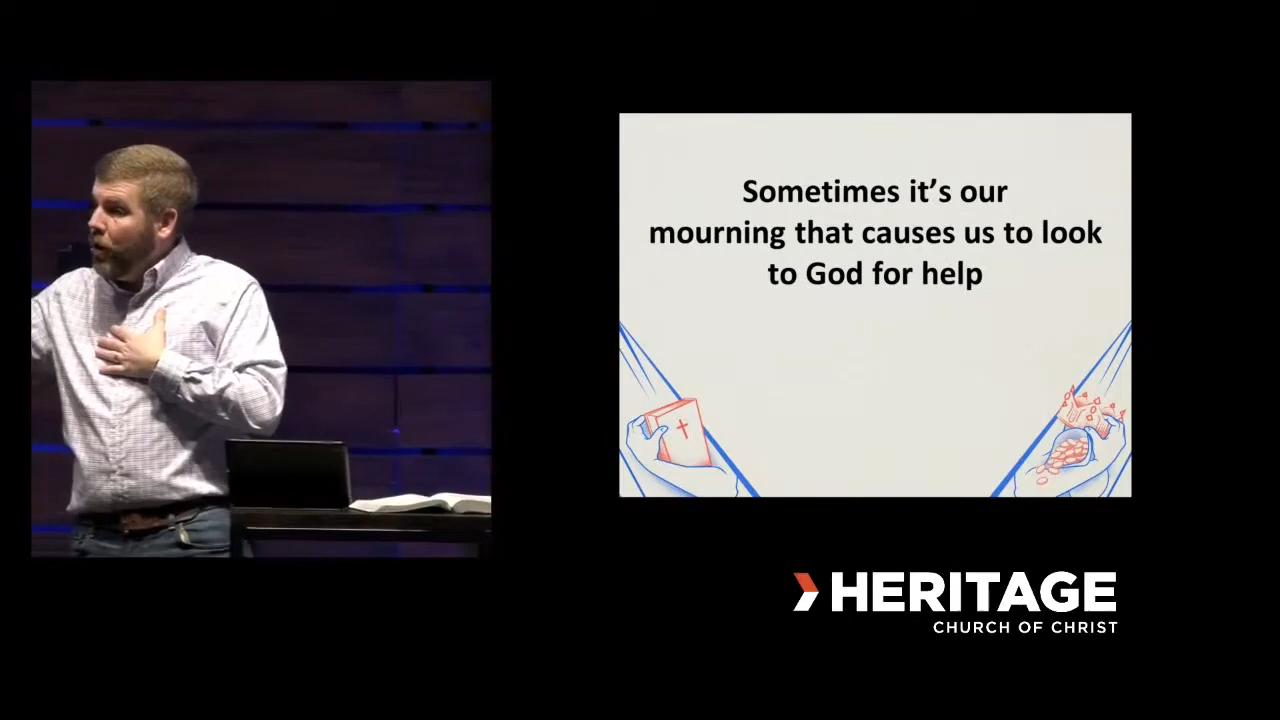 Sometimes it’s our
mourning that causes us to look
to God for help
HERITAGE
CHURCH OF CHRIST